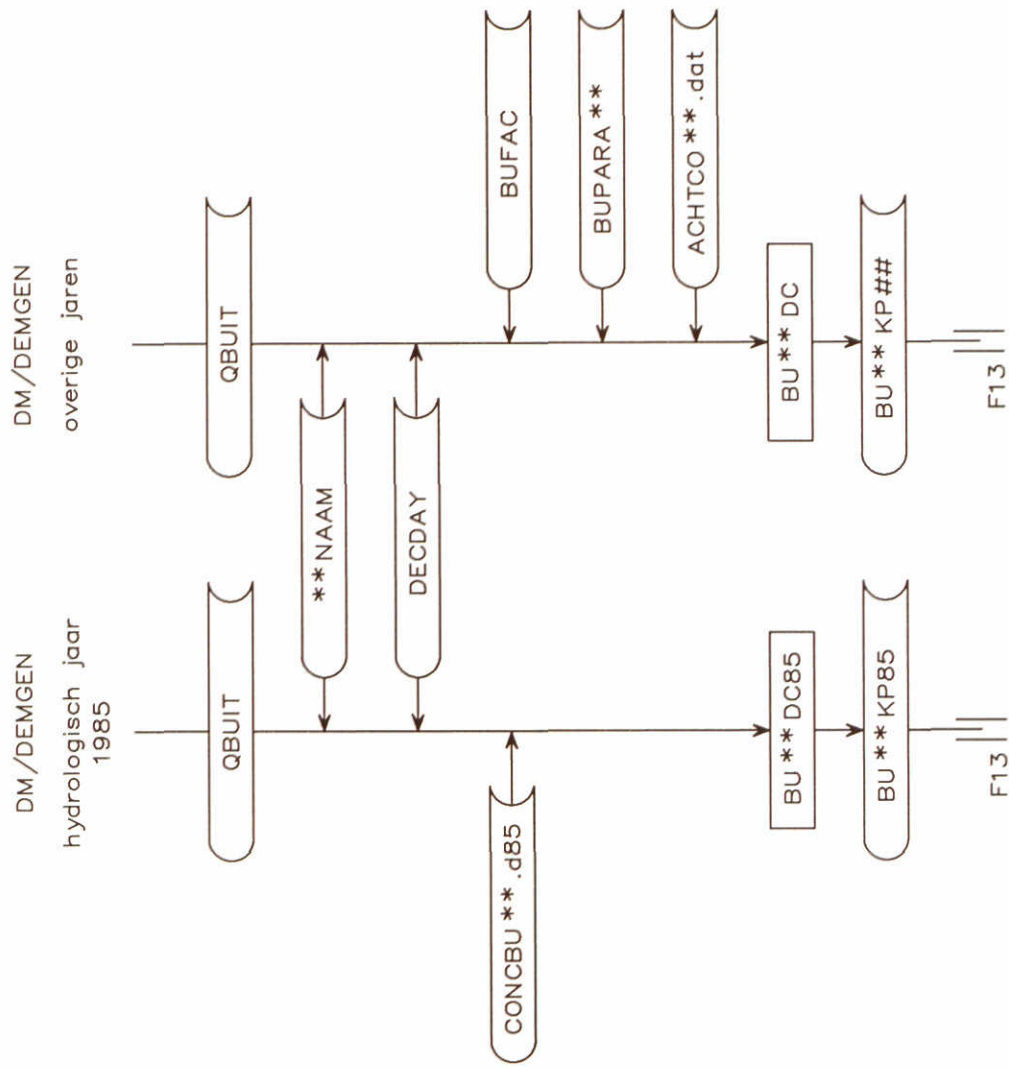 DM/DEMGEN
hydrologisch jaar
1985
QBUIT
**NAAM
DECDAY
CONCBU**.d85
BU**DC85
BU**KP85
F13
DM/DEMGEN
overige jaren
QBUIT
BUFAC
BUPARA**
ACHTCO**.dat
BU**DC
BU**KP##
F13